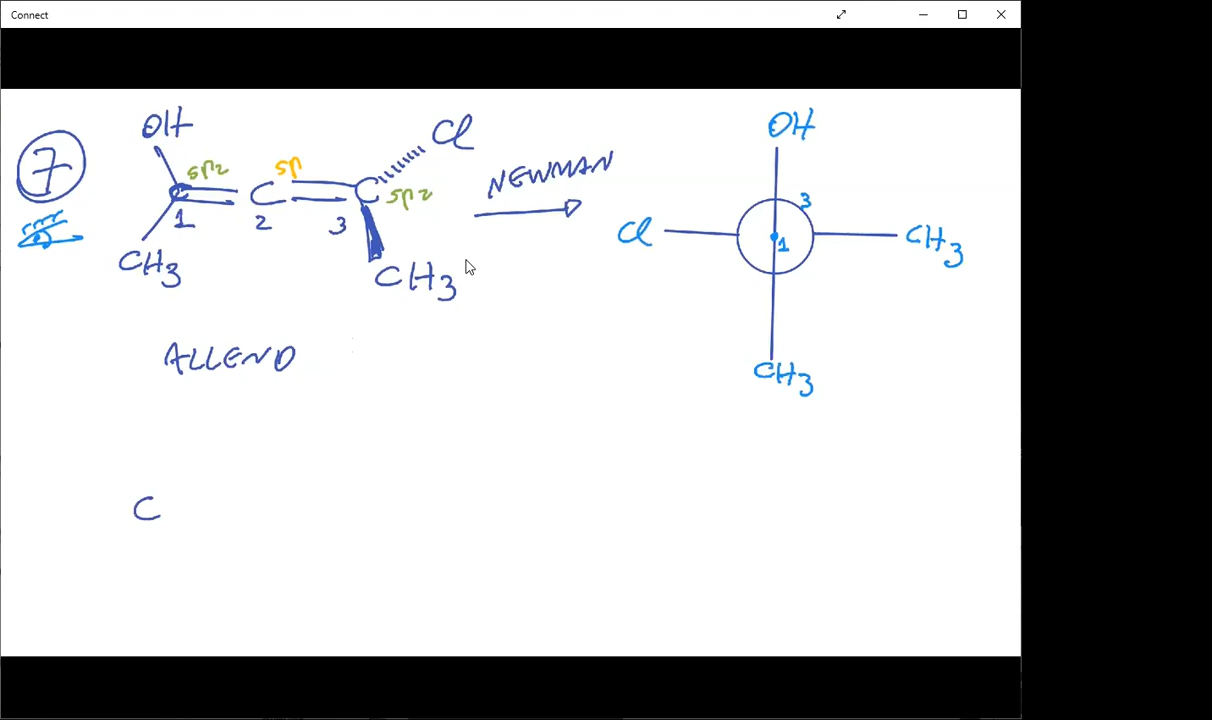 Connect
OH
Cl
OH
7
sp2
sp
NEWMAN
C = C = C
sp2
3
1
2
3
Cl
1
CH3
CH3
CH3
ALLENO
CH3
C